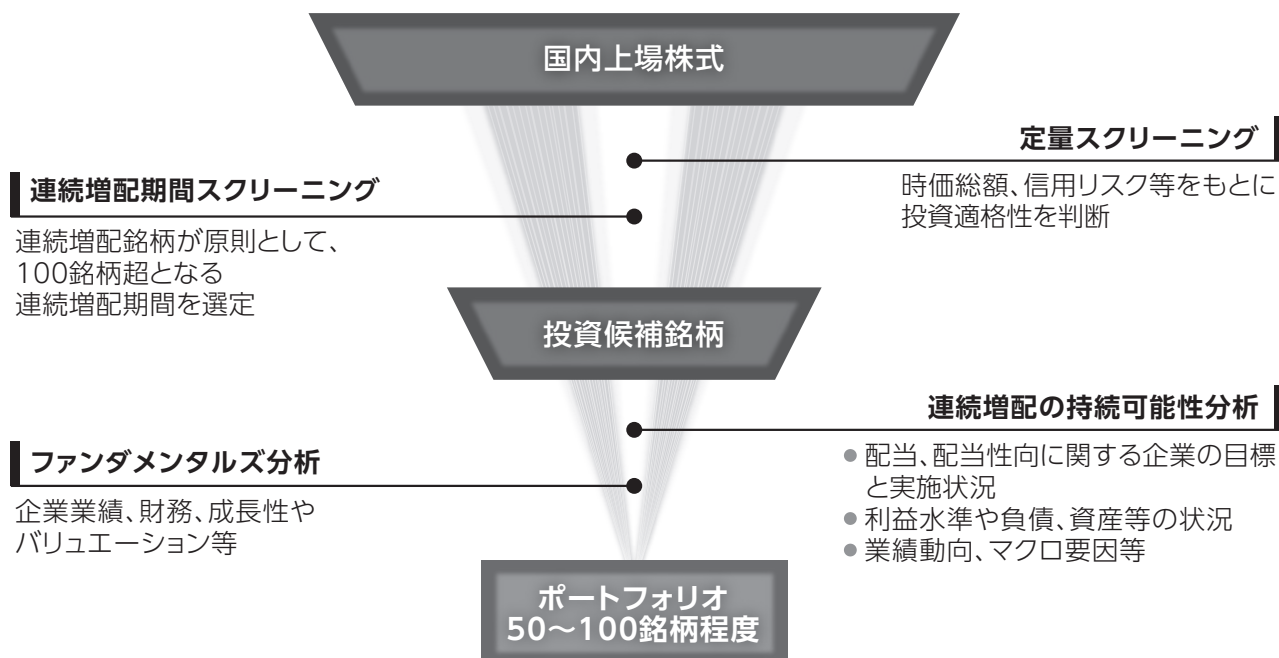 国内上場株式
定量スクリーニング
時価総額、信用リスク等をもとに
投資適格性を判断
連続増配期間スクリーニング
連続増配銘柄が原則として、
100銘柄超となる
連続増配期間を選定
投資候補銘柄
連続増配の持続可能性分析
●配当、配当性向に関する企業の目標
と実施状況
●利益水準や負債、資産等の状況
●業績動向、マクロ要因等
ファンダメンタルズ分析
企業業績、財務、成長性や
バリュエーション等
ポートフォリオ
50〜100銘柄程度